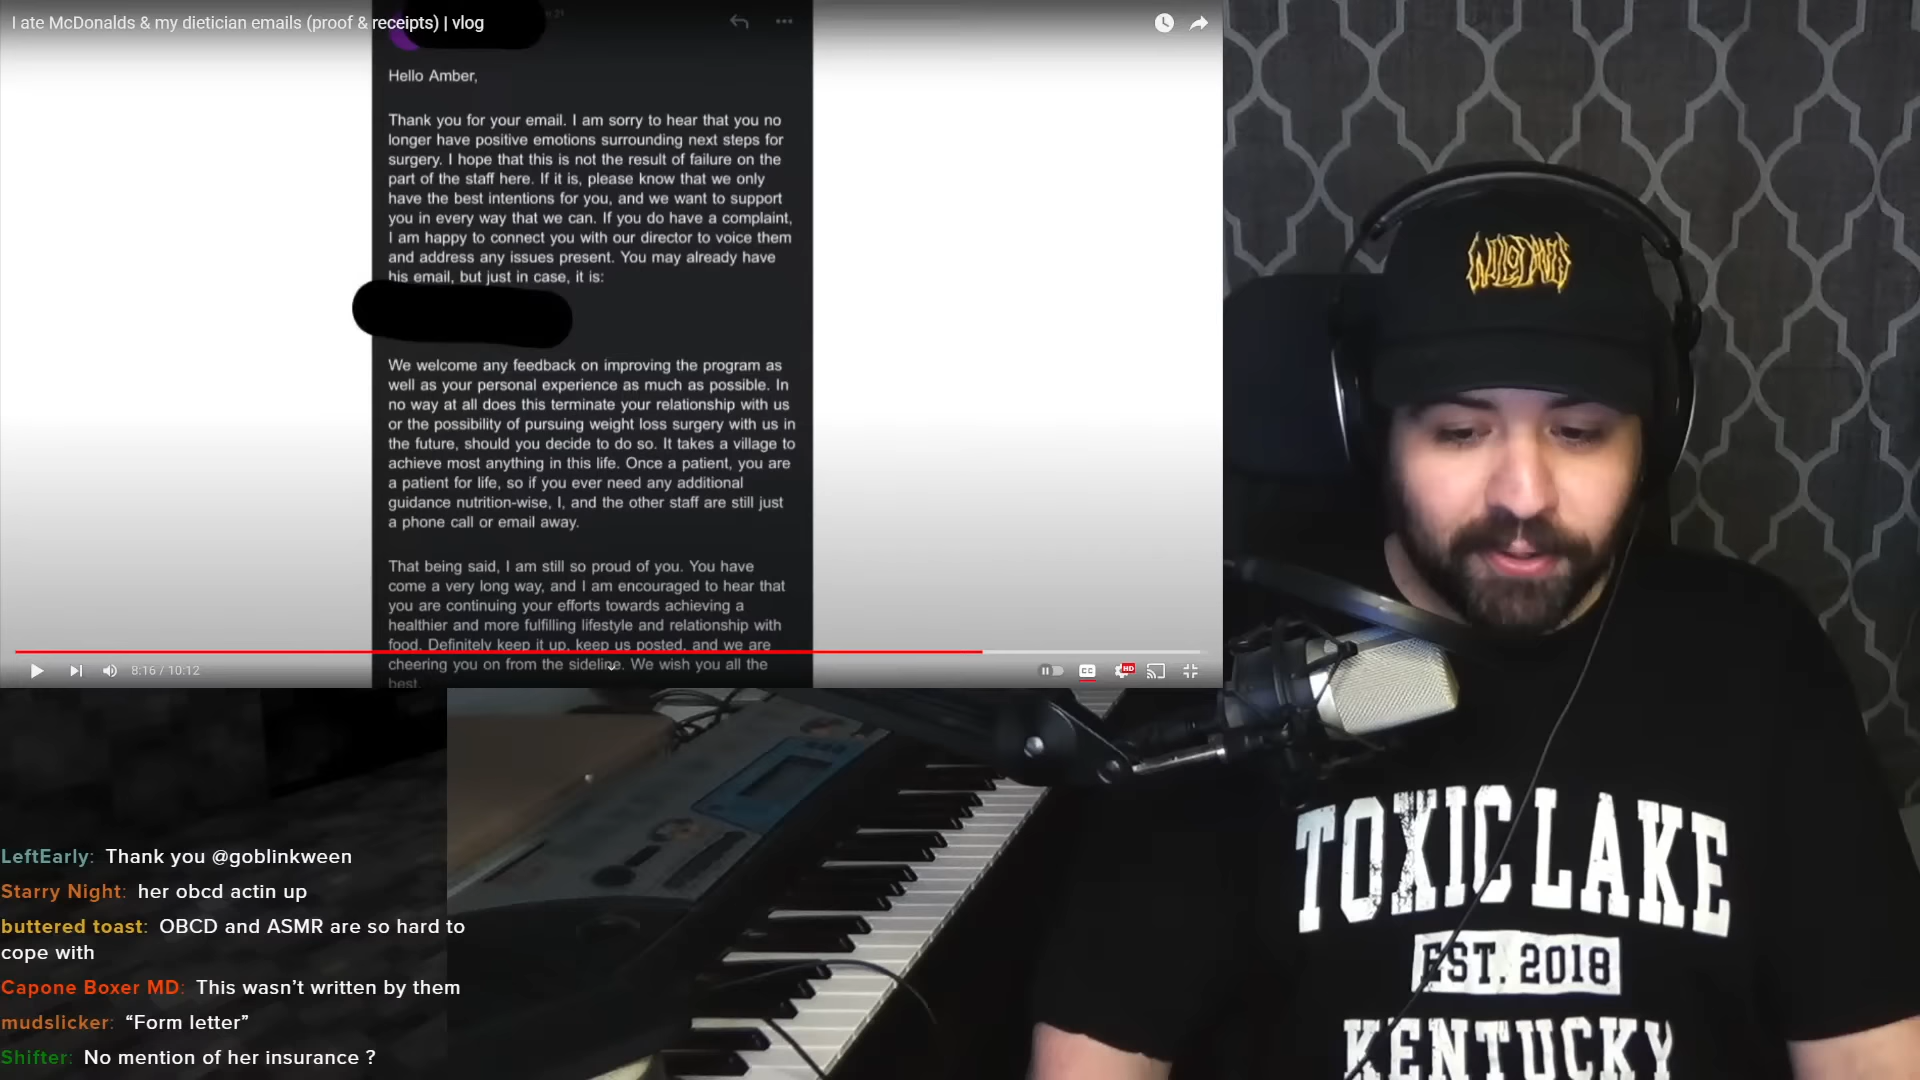 I ate McDonalds & my dietician emails (proof & receipts) | vlog
Hello Amber,
Thank you for your email. I am sorry to hear that you no
longer have positive emotions surrounding next steps for
surgery. I hope that this is not the result of failure on the
part of the staff here. If it is, please know that we only
have the best intentions for you, and we want to support
you in every way that we can. If you do have a complaint,
I am happy to connect you with our director to voice them
and address any issues present. You may already have
his email, but just in case, it is:
We welcome any feedback on improving the program as
well as your personal experience as much as possible. In
no way at all does this terminate your relationship with us
or the possibility of pursuing weight loss surgery with us in
the future, should you decide to do so. It takes a village to
achieve most anything in this life. Once a patient, you are
a patient for life, so if you ever need any additional
guidance nutrition-wise, I, and the other staff are still just
a phone call or email away.
That being said, I am still so proud of you. You have
come a very long way, and I am encouraged to hear that
you are continuing your efforts towards achieving a
healthier and more fulfilling lifestyle and relationship with
food. Definitely keep it up, keep us posted, and we are
cheering you on from the sideline. We wish you all the
best.
8:16 / 10:12
CC
HD
LeftEarly: Thank you @goblinkween
Starry Night: her obcd actin up
buttered toast: OBCD and ASMR are so hard to
cope with
Capone Boxer MD: This wasn’t written by them
mudslicker: “Form letter”
Shifter: No mention of her insurance ?
TOXIC LAKE
EST. 2018
KENTUCKY